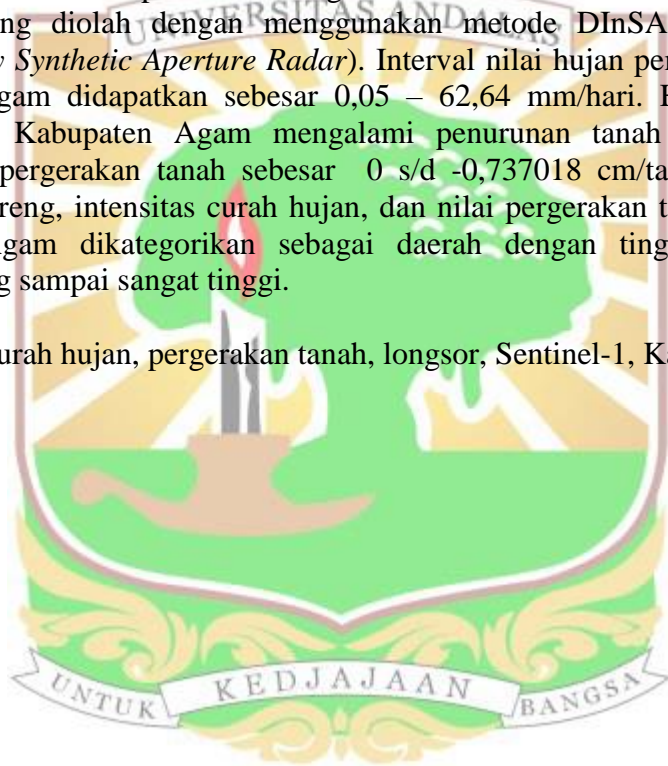 ng diolah dengan menggunakan metode DInSA
UNIVERSITAS ANDALAS
y Synthetic Aperture Radar). Interval nilai hujan per
gam didapatkan sebesar 0,05 – 62,64 mm/hari.
Kabupaten Agam mengalami penurunan tanah
pergerakan tanah sebesar 0 s/d -0,737018 cm/ta
reng, intensitas curah hujan, dan nilai pergerakan t
gam dikategorikan sebagai daerah dengan ting
g sampai sangat tinggi.
urah hujan, pergerakan tanah, longsor, Sentinel-1, Ka
UNTUK KEDJAJAAN BANGSA